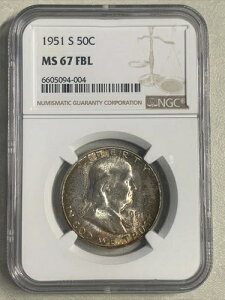 1951 S 50C
MS 67 FBL
6605094-004
NUMISMATIC GUARANTY CORPORATION
NGC
LIBERTY